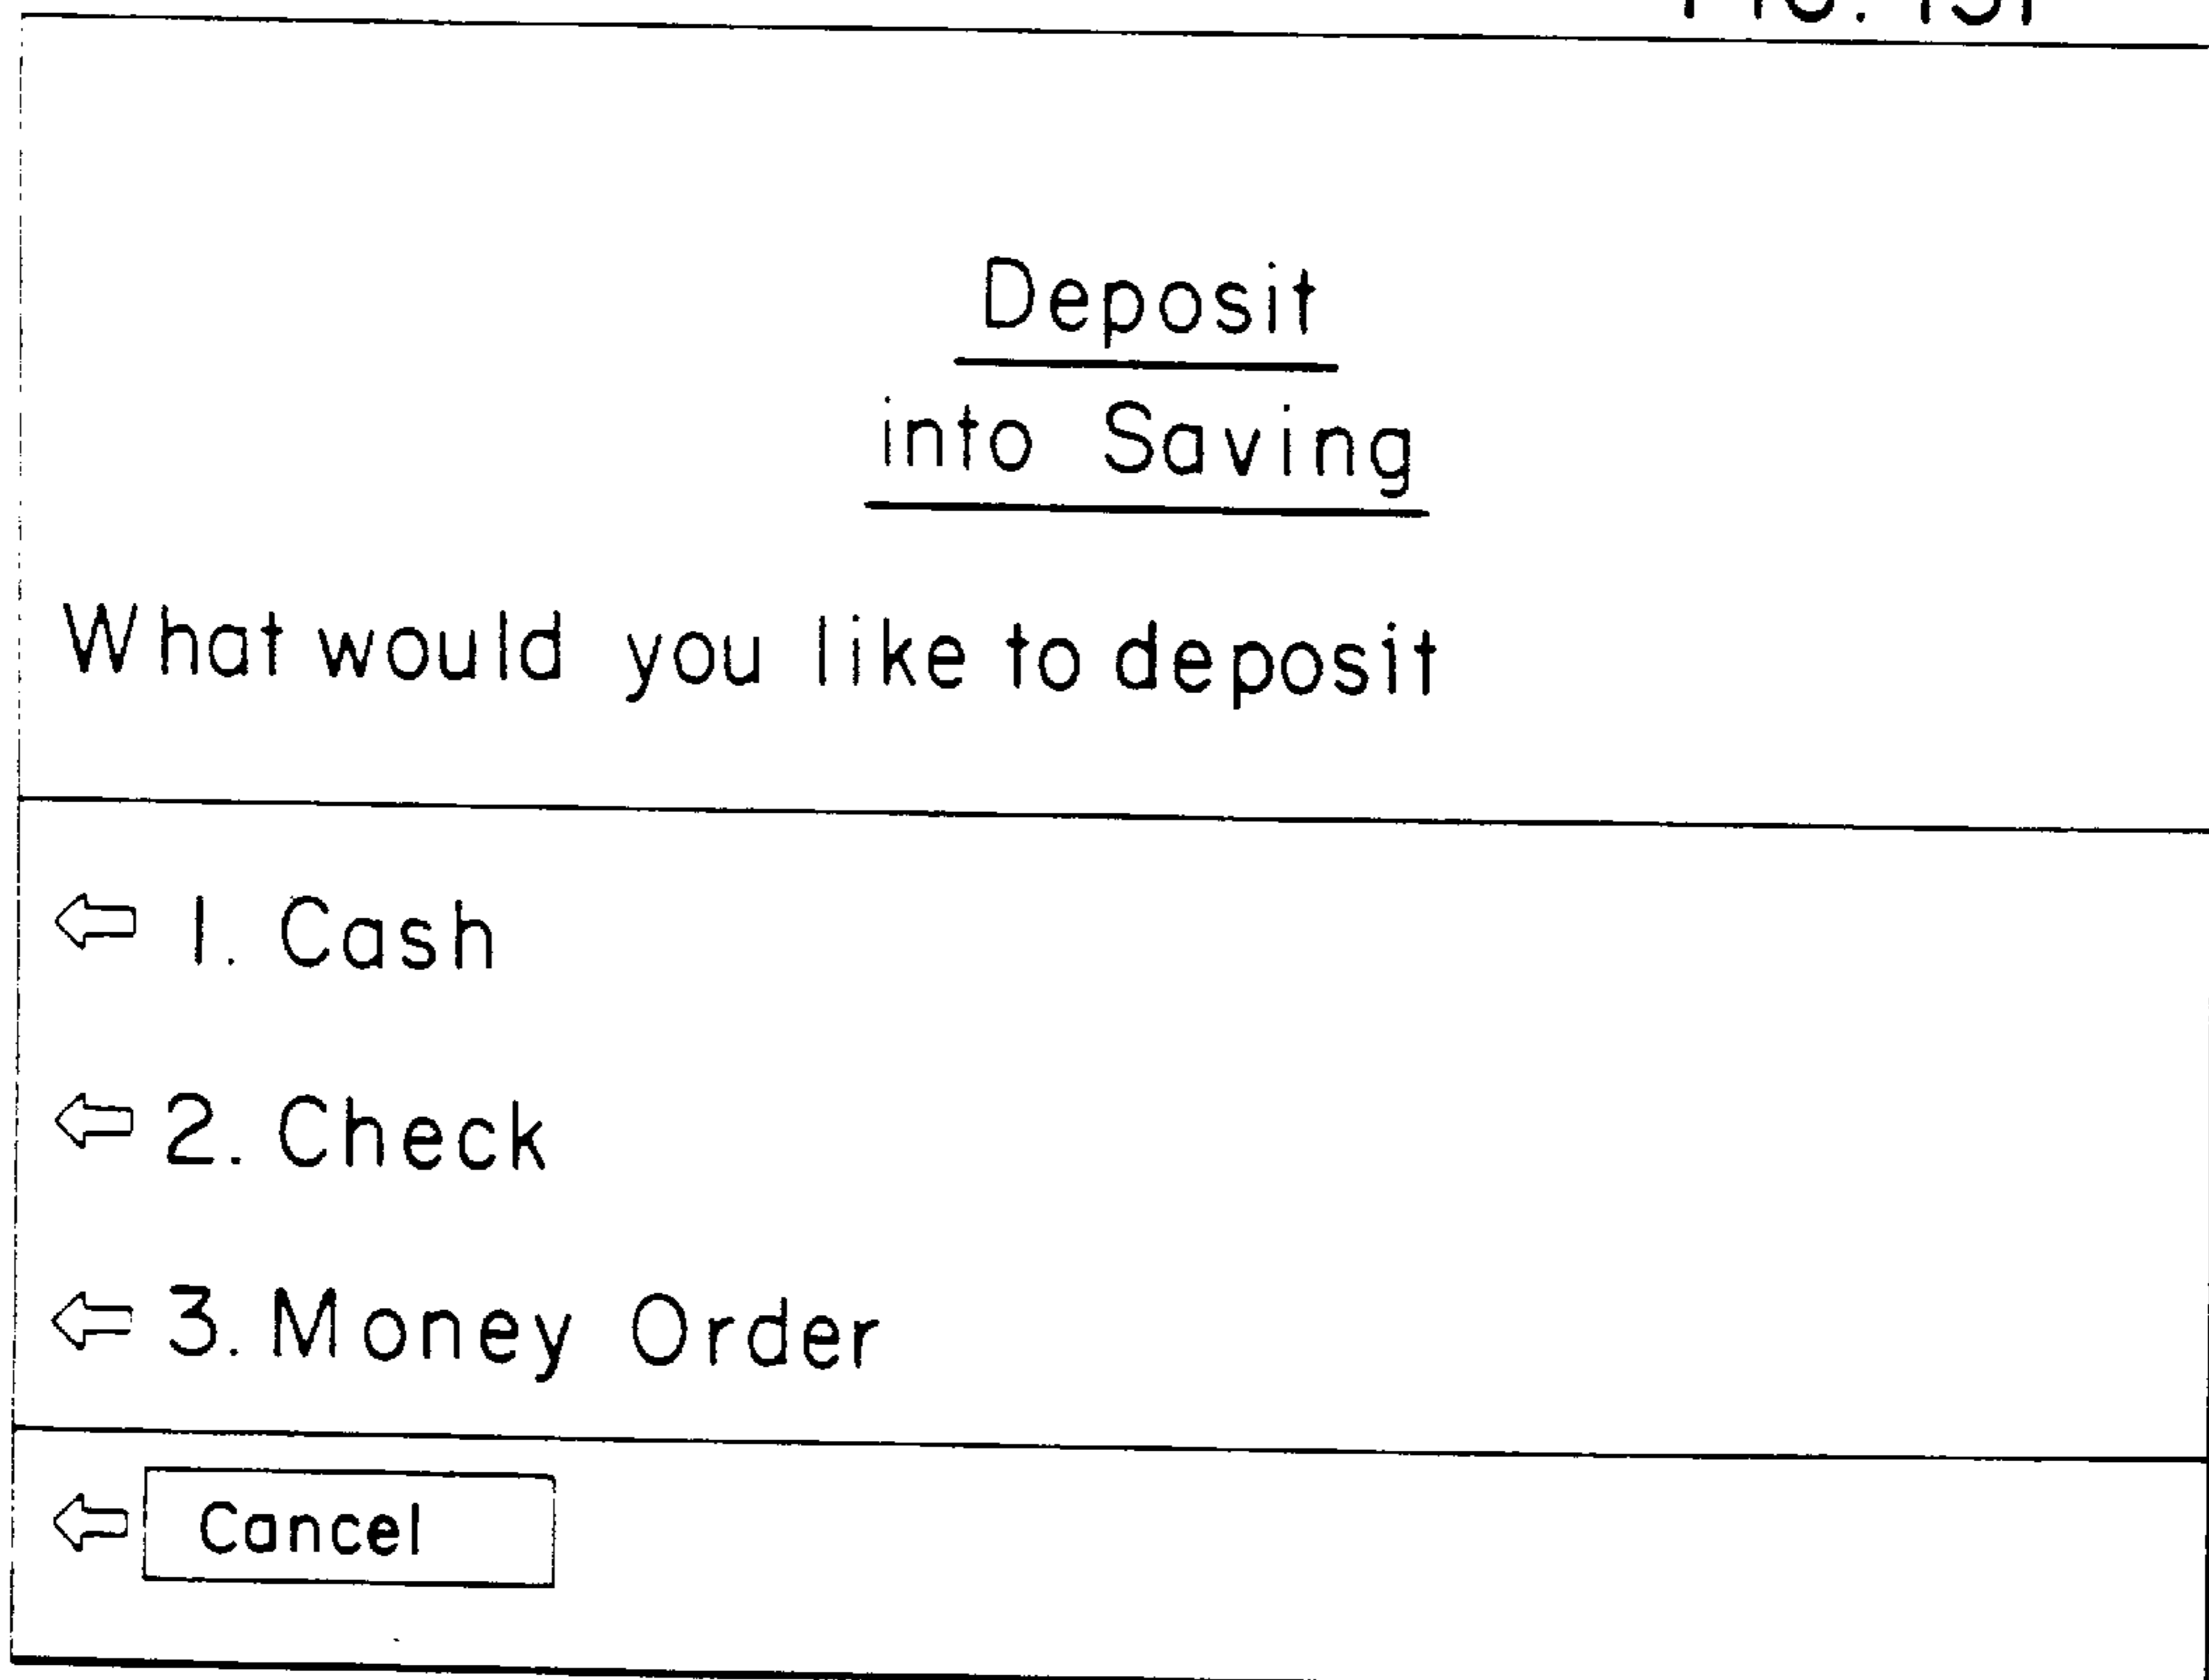 Deposit
into Saving
What would you like to deposit
1. Cash
2. Check
3. Money Order
Cancel